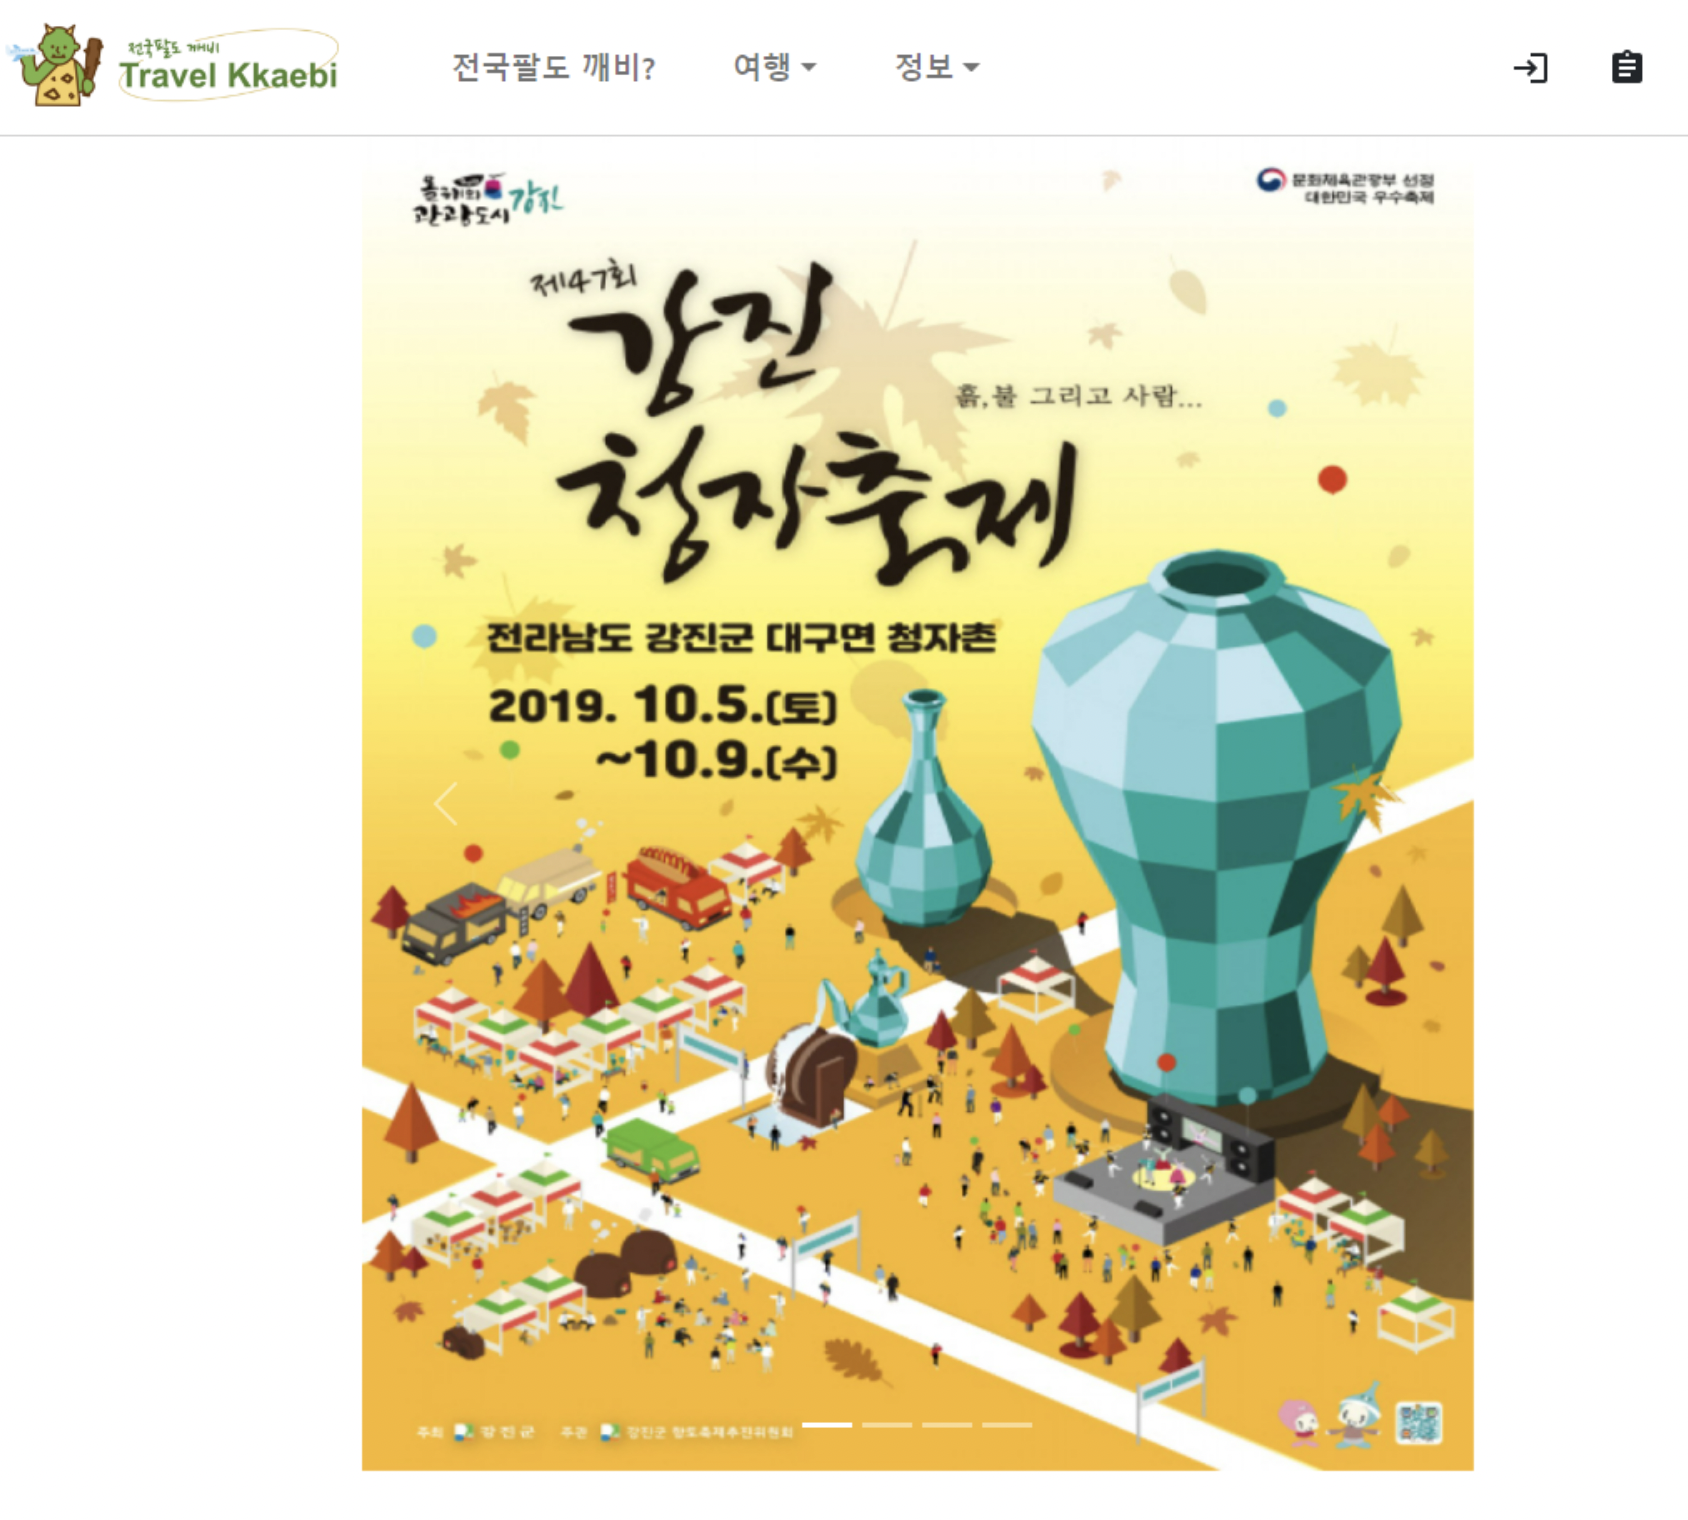 전국팔도 깨비
Travel Kkaebi
전국팔도 깨비?
여행
정보
올해의
관광도시 강진
문화체육관광부 선정
대한민국 우수축제
제47회
강진
흙,불 그리고 사람...
청자축제
전라남도 강진군 대구면 청자촌
2019. 10.5.(토)
~10.9.(수)
주최 강진군 주관 강진군 향토축제추진위원회